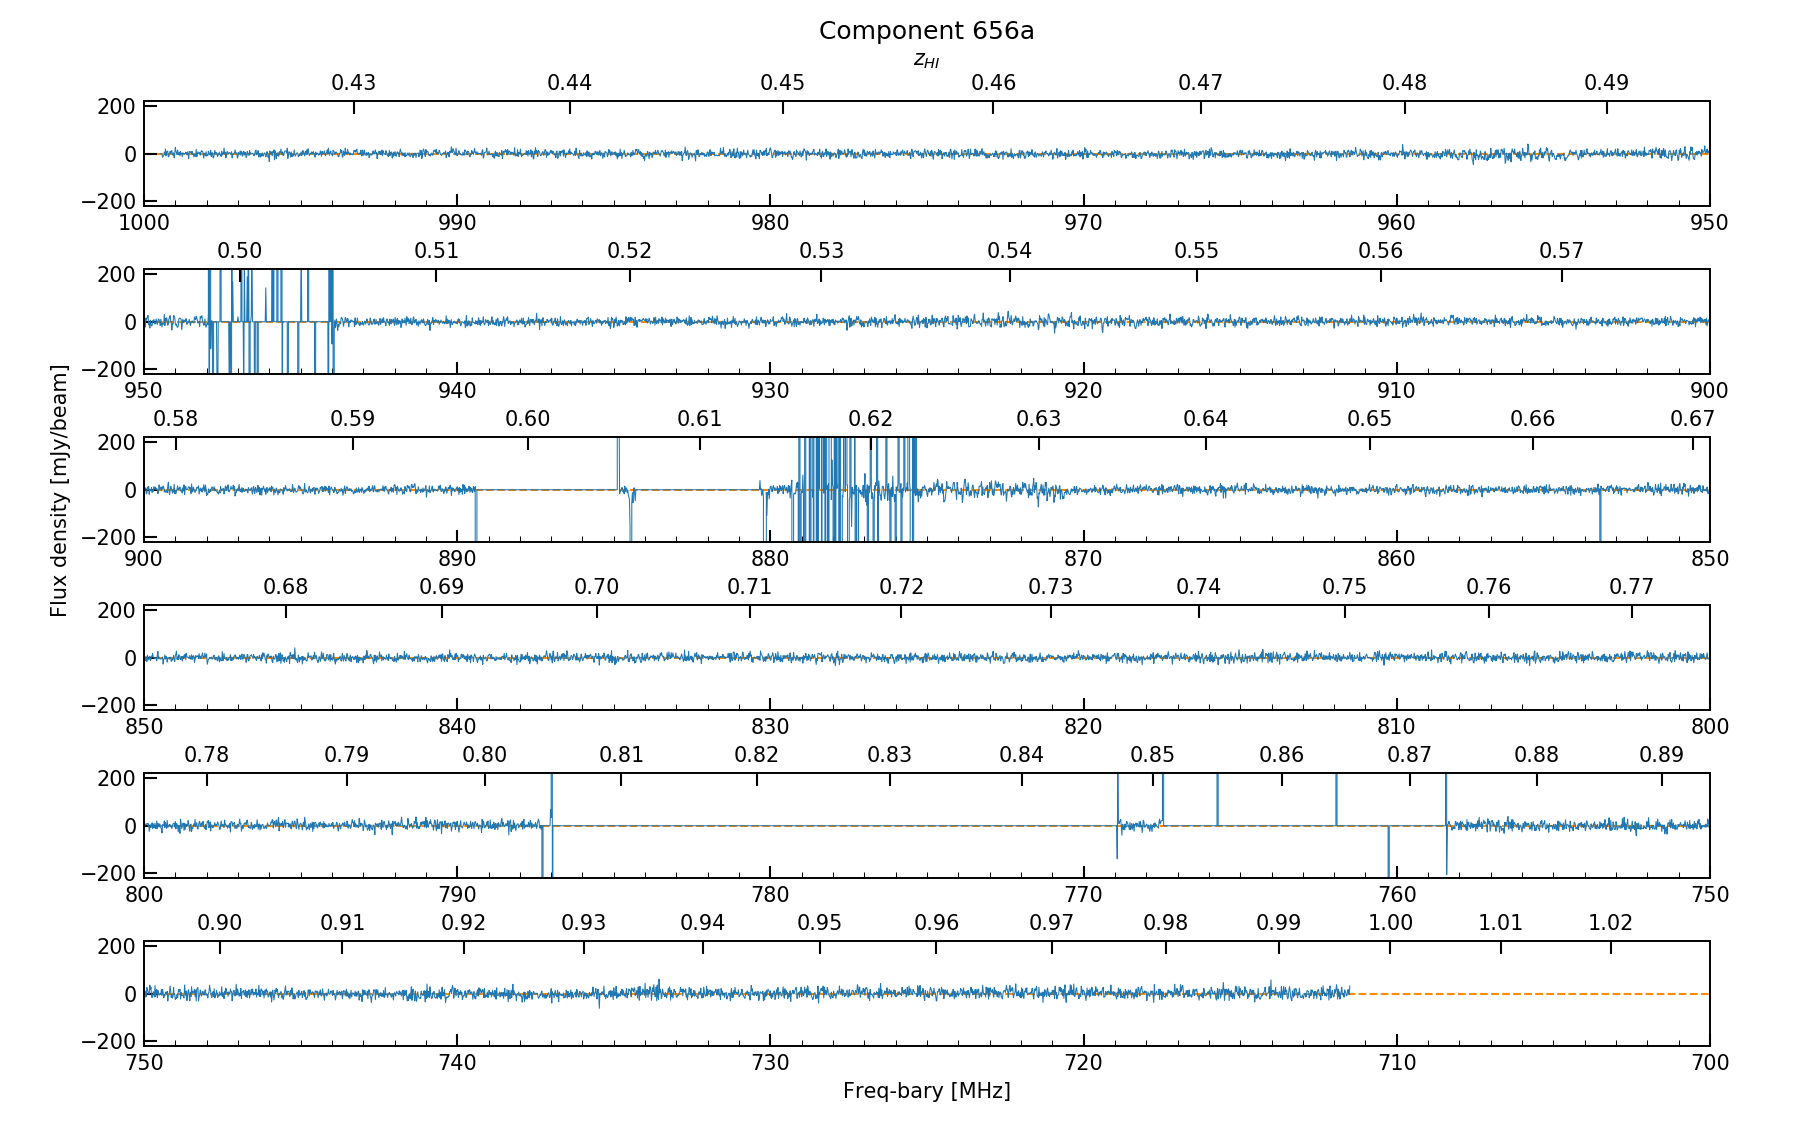 Component 656a
z_HI
0.43 0.44 0.45 0.46 0.47 0.48 0.49
200
0
−200
1000 990 980 970 960 950
0.50 0.51 0.52 0.53 0.54 0.55 0.56 0.57
200
0
−200
950 940 930 920 910 900
0.58 0.59 0.60 0.61 0.62 0.63 0.64 0.65 0.66 0.67
200
0
−200
900 890 880 870 860 850
Flux density [mJy/beam]
0.68 0.69 0.70 0.71 0.72 0.73 0.74 0.75 0.76 0.77
200
0
−200
850 840 830 820 810 800
0.78 0.79 0.80 0.81 0.82 0.83 0.84 0.85 0.86 0.87 0.88 0.89
200
0
−200
800 790 780 770 760 750
0.90 0.91 0.92 0.93 0.94 0.95 0.96 0.97 0.98 0.99 1.00 1.01 1.02
200
0
−200
750 740 730 720 710 700
Freq-bary [MHz]